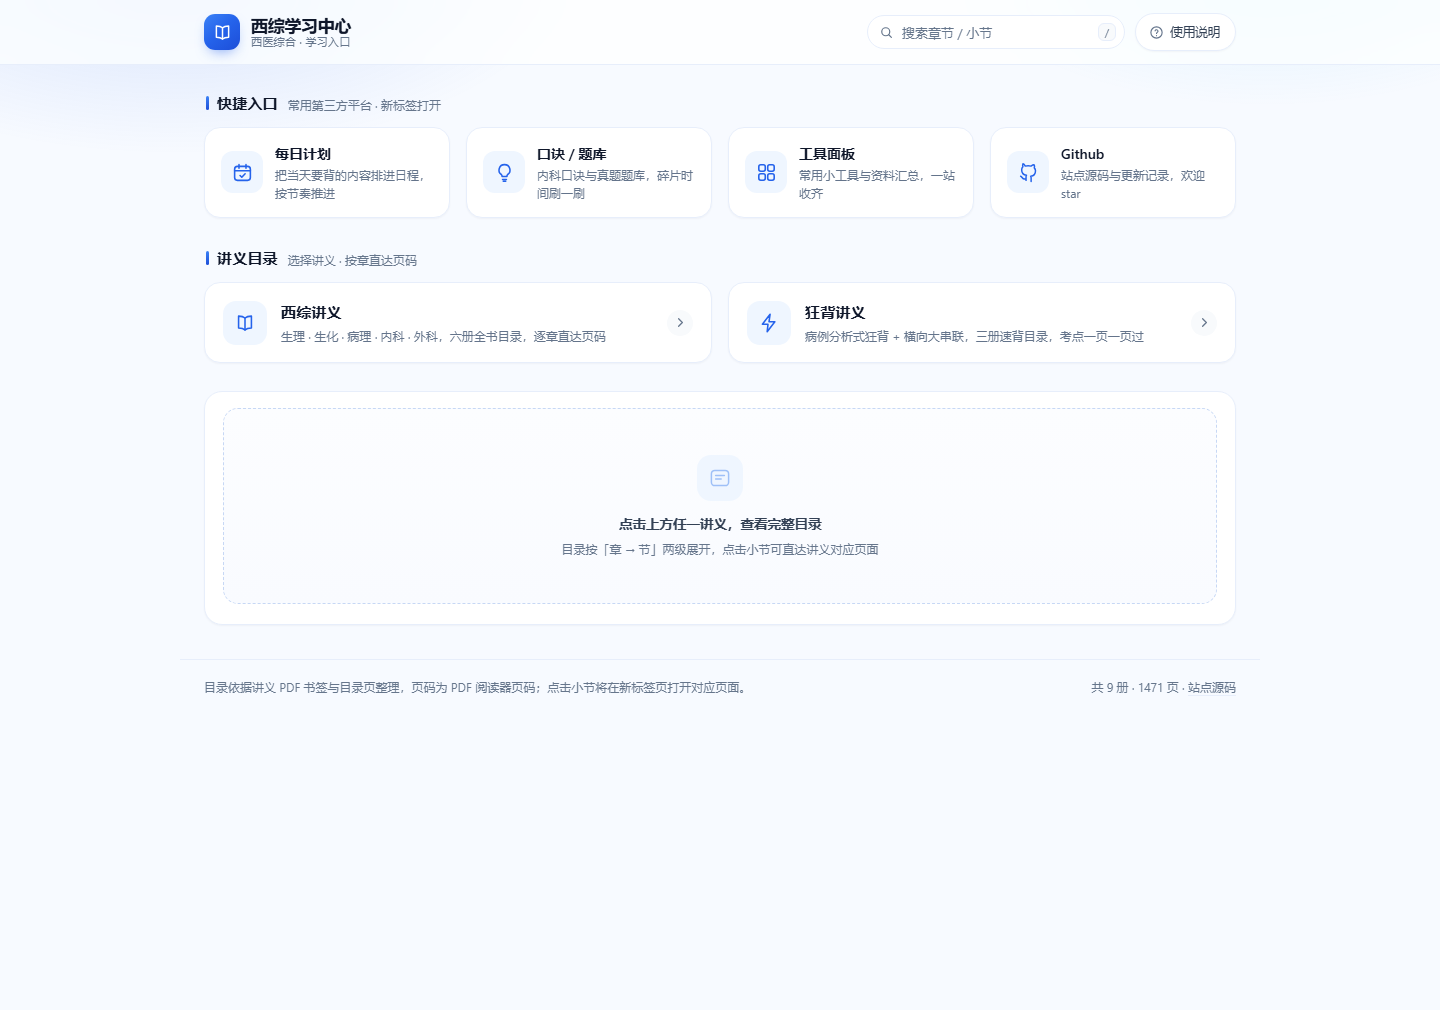 西综学习中心
西医综合 · 学习入口
搜索章节 / 小节
/
使用说明
快捷入口 常用第三方平台 · 新标签打开
每日计划
把当天要背的内容排进日程，
按节奏推进
口诀 / 题库
内科口诀与真题题库，碎片时
间刷一刷
工具面板
常用小工具与资料汇总，一站
收齐
Github
站点源码与更新记录，欢迎
star
讲义目录 选择讲义 · 按章直达页码
西综讲义
生理 · 生化 · 病理 · 内科 · 外科，六册全书目录，逐章直达页码
狂背讲义
病例分析式狂背 + 横向大串联，三册速背目录，考点一页一页过
点击上方任一讲义，查看完整目录
目录按「章 → 节」两级展开，点击小节可直达讲义对应页面
目录依据讲义 PDF 书签与目录页整理，页码为 PDF 阅读器页码；点击小节将在新标签页打开对应页面。
共 9 册 · 1471 页 · 站点源码